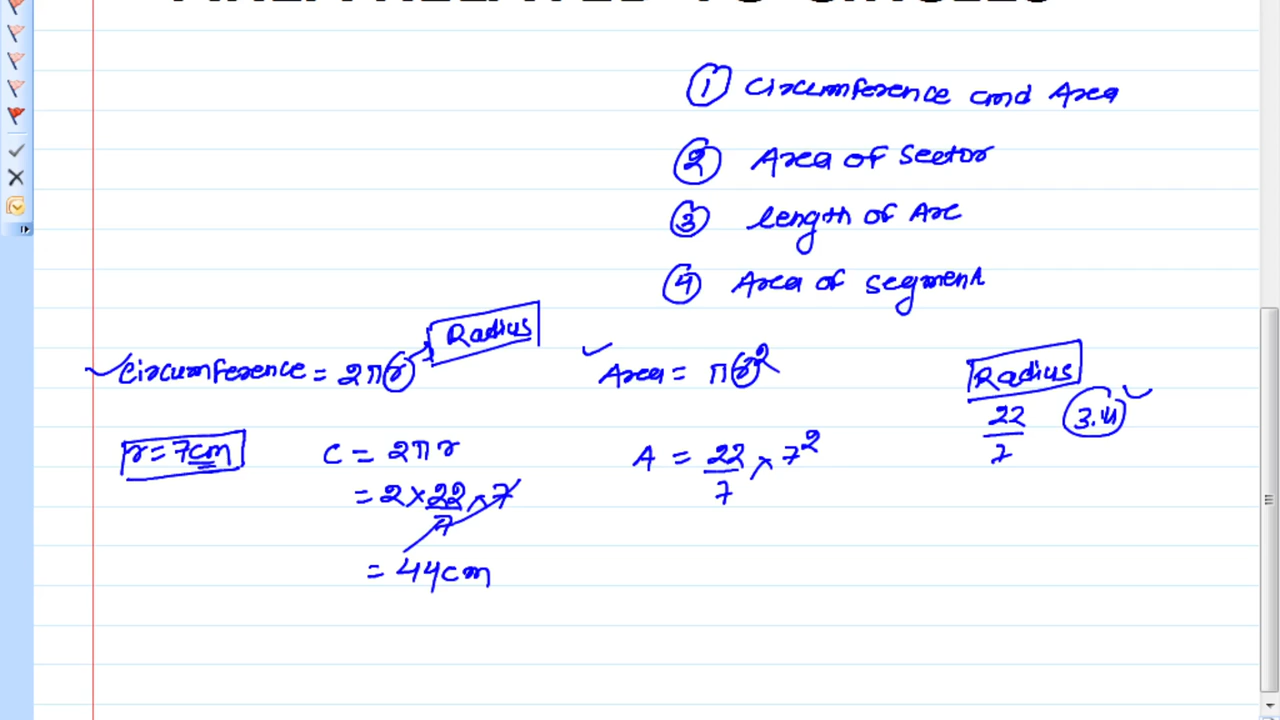 ① Circumference and Area
② Area of Sector
③ length of Arc
④ Area of segment
Radius
Circumference = 2πr
Area = πr²
Radius
22/7 3.14
r = 7cm
C = 2πr
= 2 × 22/7 × 7
= 44cm
A = 22/7 × 7²